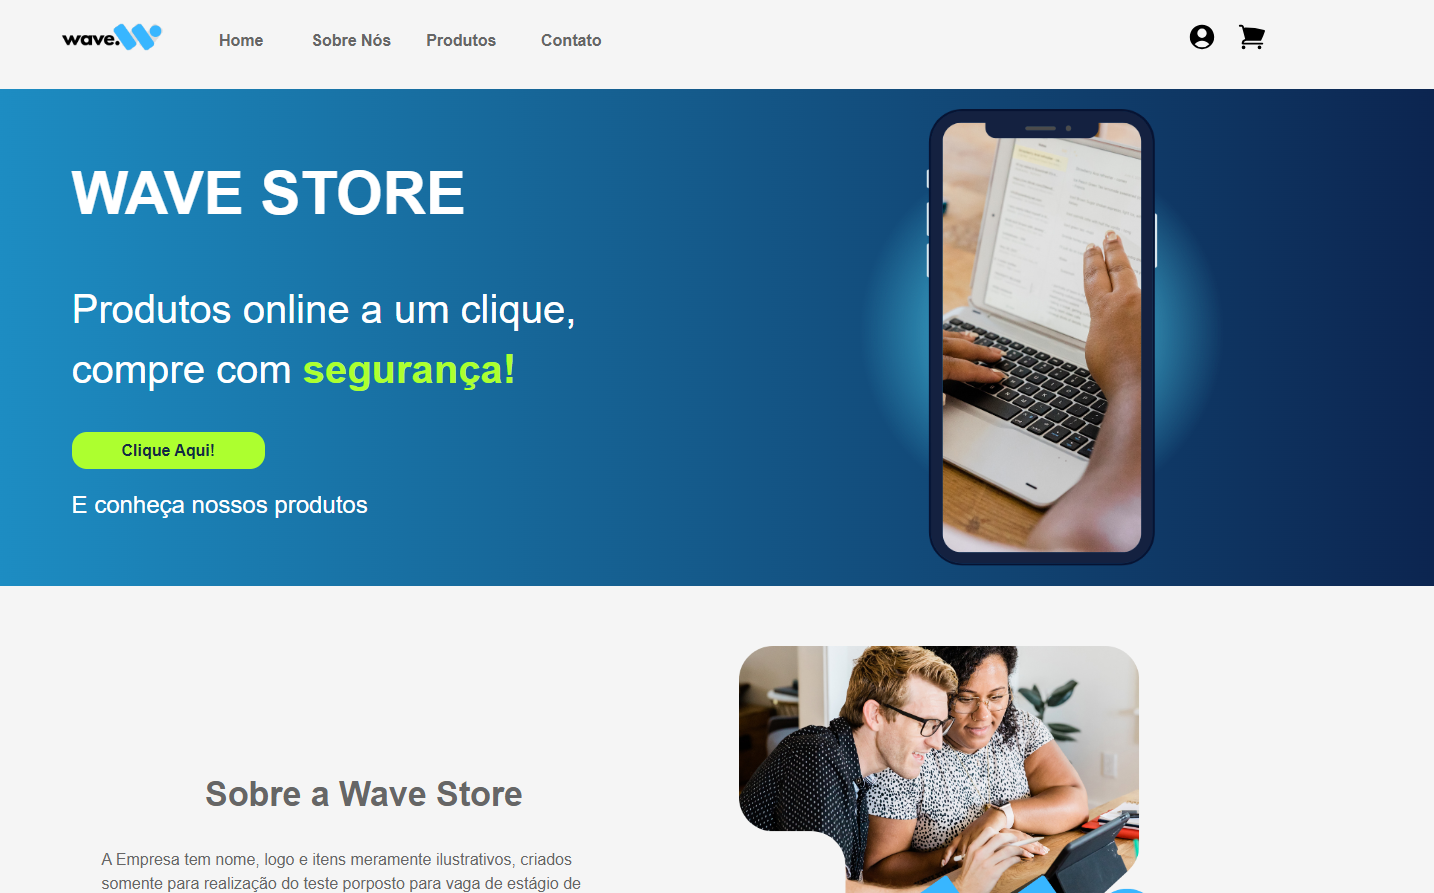 wave.
Home
Sobre Nós
Produtos
Contato
WAVE STORE
Produtos online a um clique,
compre com segurança!
Clique Aqui!
E conheça nossos produtos
Sobre a Wave Store
A Empresa tem nome, logo e itens meramente ilustrativos, criados
somente para realização do teste porposto para vaga de estágio de